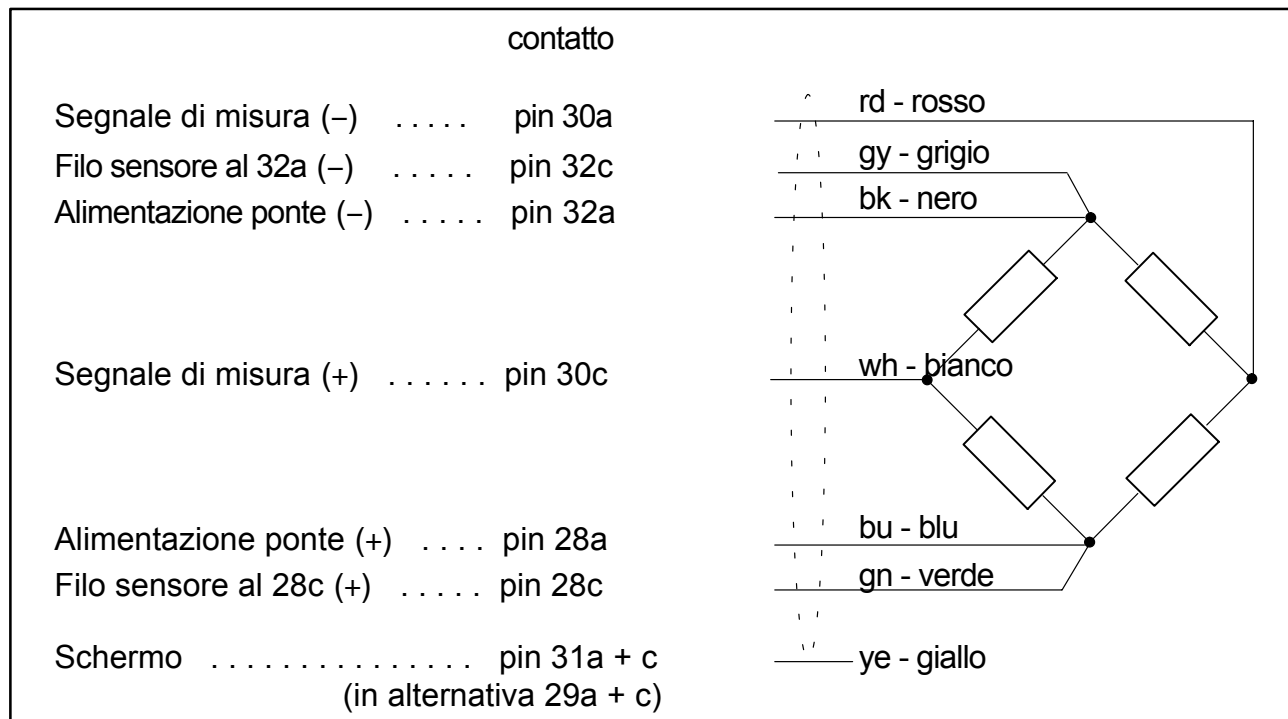 contatto
Segnale di misura (−) . . . . . pin 30a rd - rosso
Filo sensore al 32a (−) . . . . . pin 32c gy - grigio
Alimentazione ponte (−) . . . . . pin 32a bk - nero
Segnale di misura (+) . . . . . . pin 30c wh - bianco
Alimentazione ponte (+) . . . . pin 28a bu - blu
Filo sensore al 28c (+) . . . . . pin 28c gn - verde
Schermo . . . . . . . . . . . . . . . pin 31a + c ye - giallo
(in alternativa 29a + c)